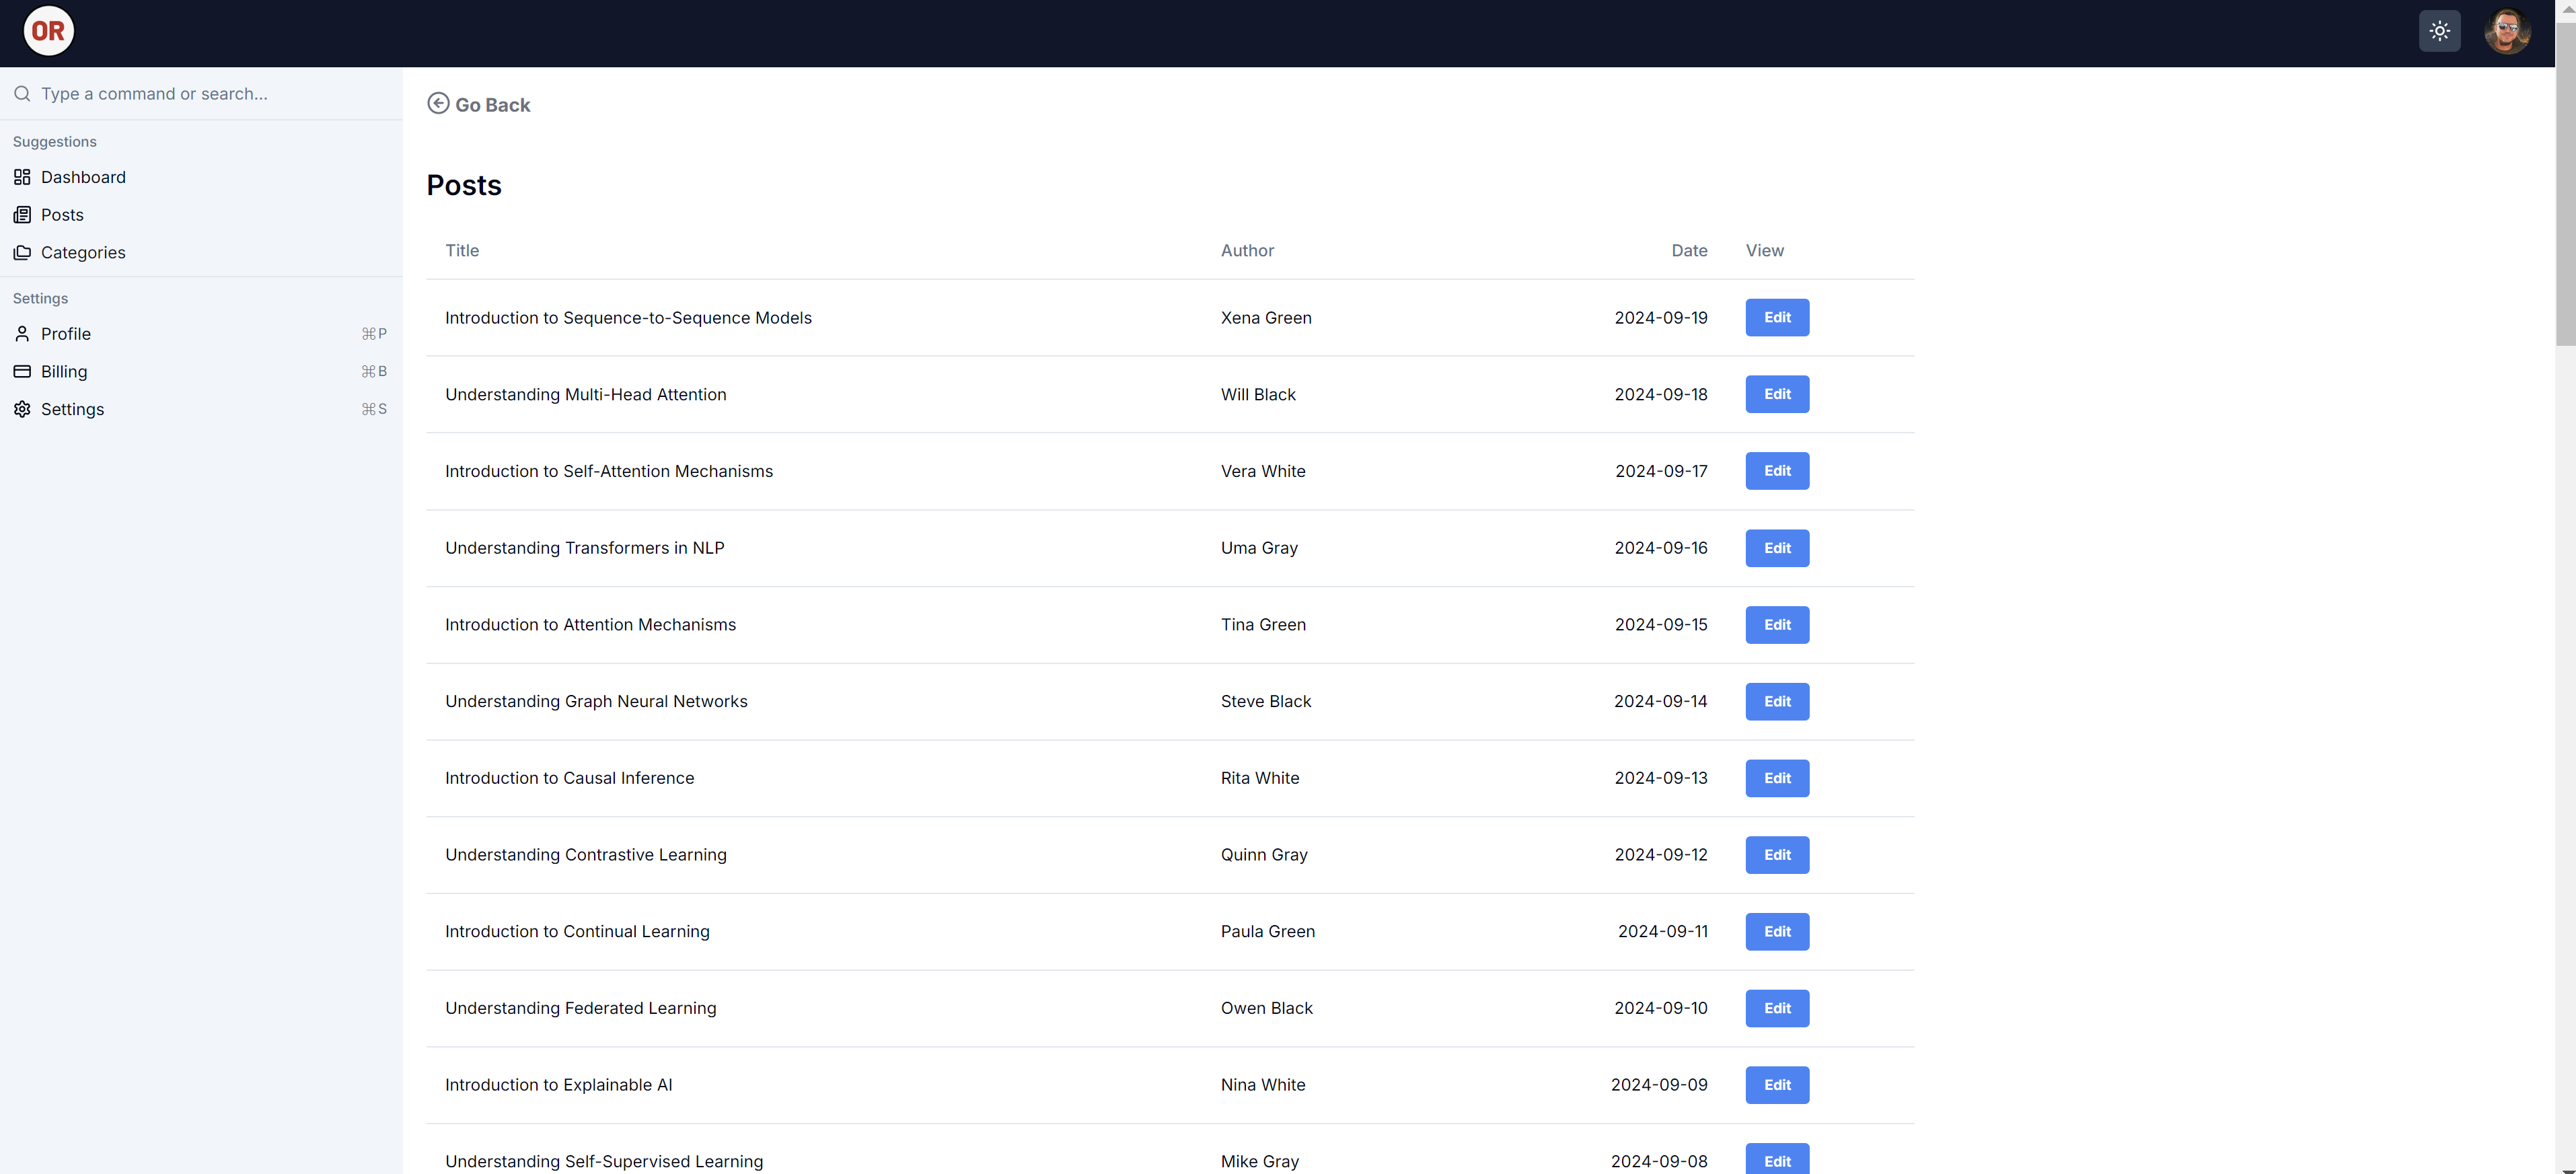 OR
Type a command or search...
Go Back
Suggestions
Dashboard
Posts
Categories
Settings
Profile ⌘P
Billing ⌘B
Settings ⌘S
Posts
Title Author Date View
Introduction to Sequence-to-Sequence Models Xena Green 2024-09-19 Edit
Understanding Multi-Head Attention Will Black 2024-09-18 Edit
Introduction to Self-Attention Mechanisms Vera White 2024-09-17 Edit
Understanding Transformers in NLP Uma Gray 2024-09-16 Edit
Introduction to Attention Mechanisms Tina Green 2024-09-15 Edit
Understanding Graph Neural Networks Steve Black 2024-09-14 Edit
Introduction to Causal Inference Rita White 2024-09-13 Edit
Understanding Contrastive Learning Quinn Gray 2024-09-12 Edit
Introduction to Continual Learning Paula Green 2024-09-11 Edit
Understanding Federated Learning Owen Black 2024-09-10 Edit
Introduction to Explainable AI Nina White 2024-09-09 Edit
Understanding Self-Supervised Learning Mike Gray 2024-09-08 Edit